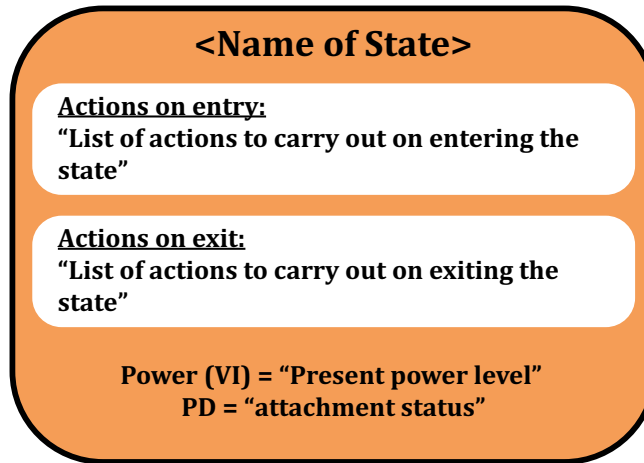 <Name of State>
Actions on entry:
“List of actions to carry out on entering the
state”
Actions on exit:
“List of actions to carry out on exiting the
state”
Power (VI) = “Present power level”
PD = “attachment status”